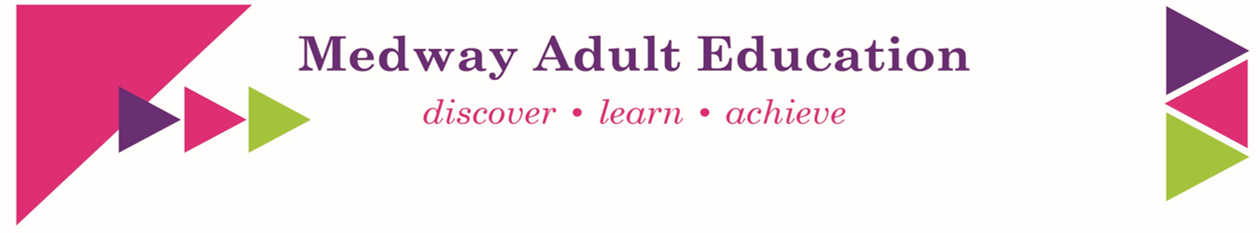 Medway Adult Education
discover • learn • achieve